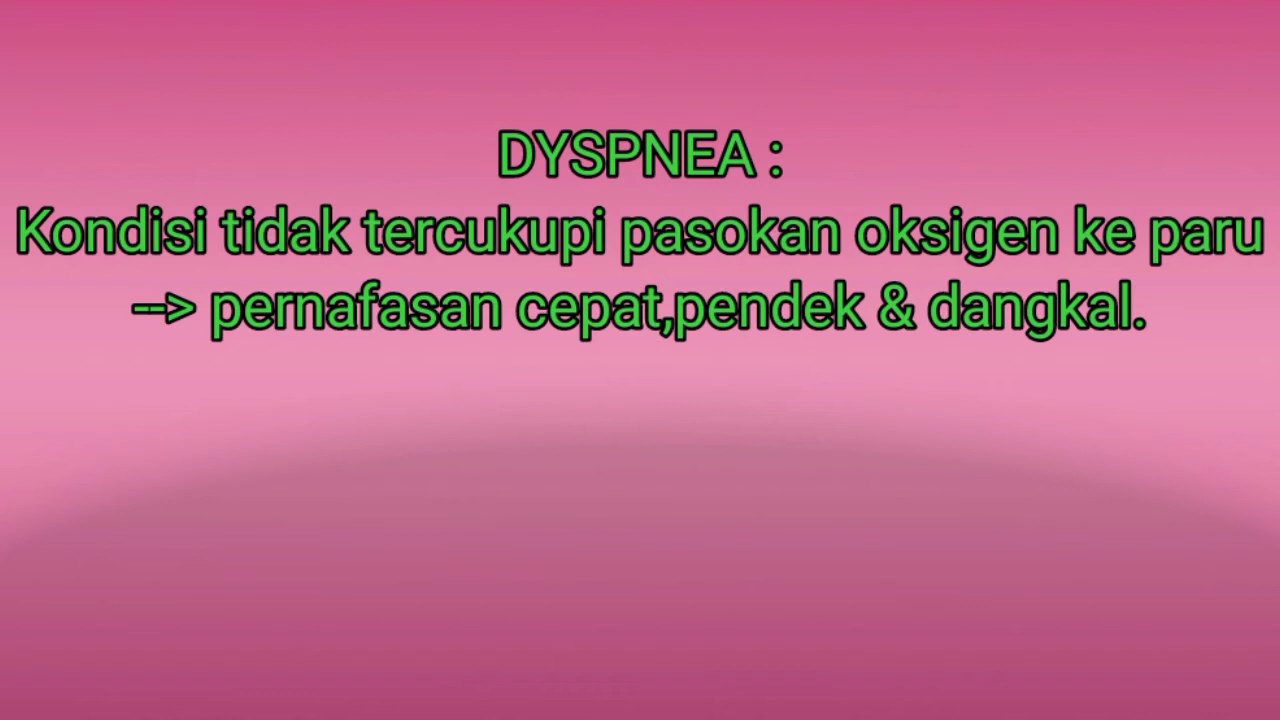 DYSPNEA :
Kondisi tidak tercukupi pasokan oksigen ke paru
--> pernafasan cepat,pendek & dangkal.